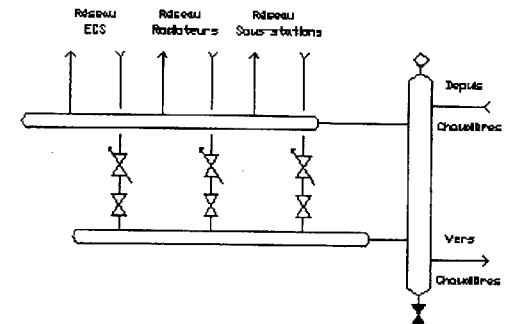 Réseau
ECS
Réseau
Radiateurs
Réseau
Sous-stations
Depuis
Chaudières
Vers
Chaudières